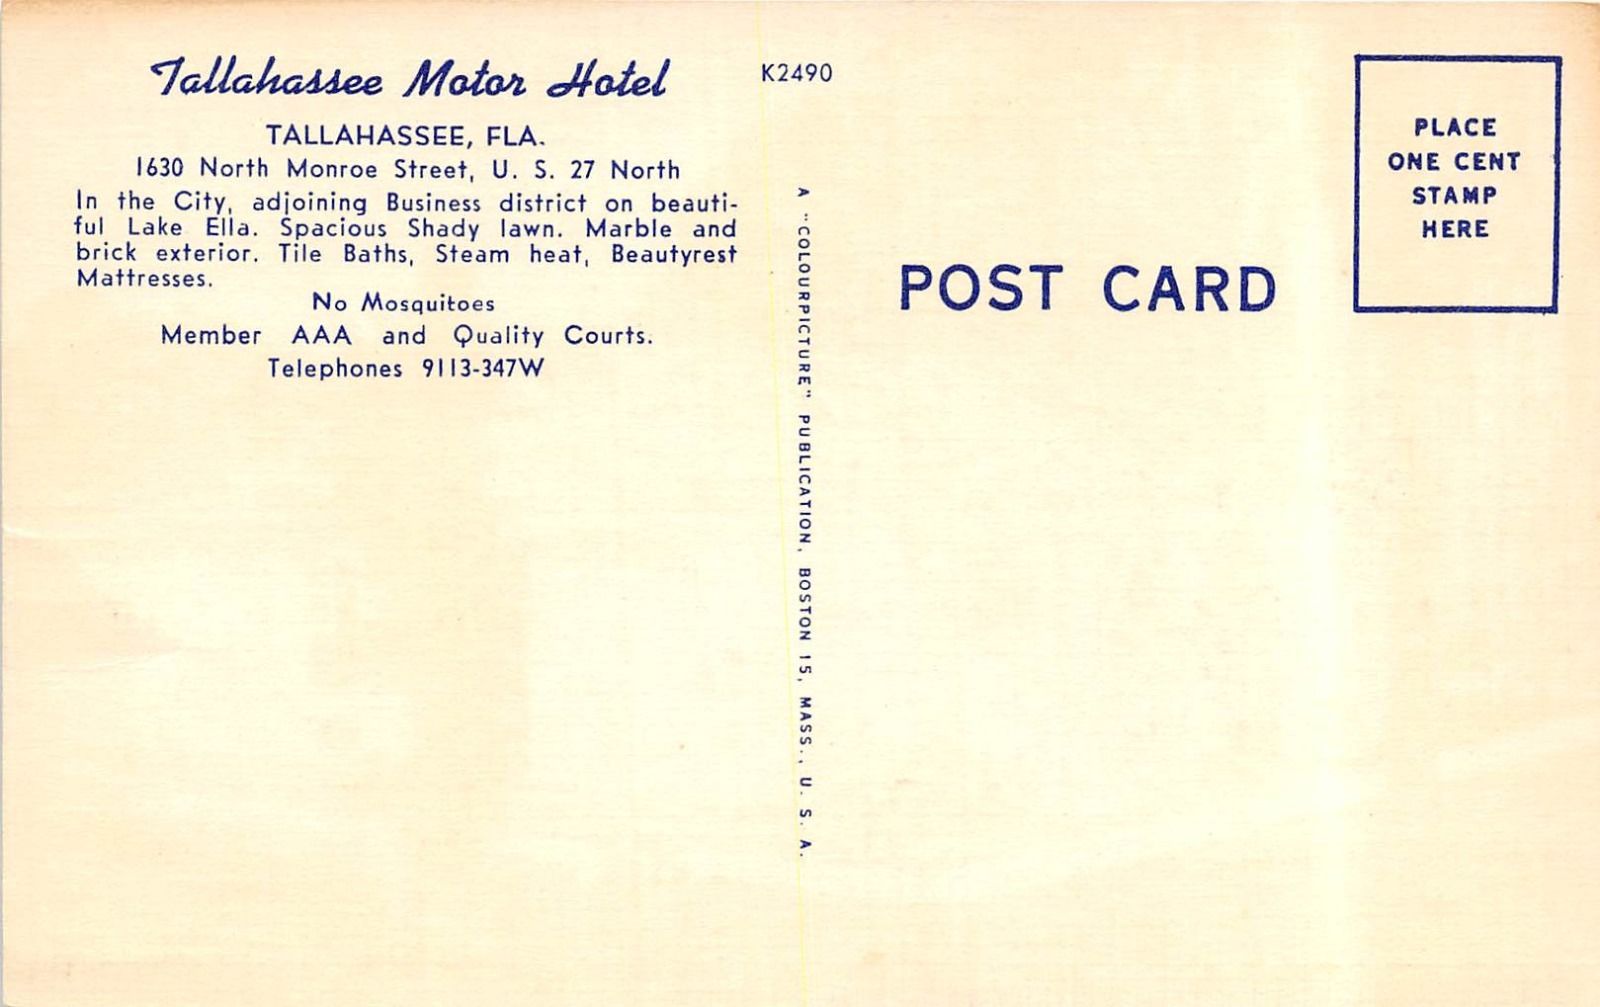 Tallahassee Motor Hotel
TALLAHASSEE, FLA.
1630 North Monroe Street, U. S. 27 North
In the City, adjoining Business district on beauti-
ful Lake Ella. Spacious Shady lawn. Marble and
brick exterior. Tile Baths, Steam heat, Beautyrest
Mattresses.
No Mosquitoes
Member AAA and Quality Courts.
Telephones 9113-347W
K2490
A "COLOURPICTURE" PUBLICATION, BOSTON 15, MASS., U. S. A.
POST CARD
PLACE
ONE CENT
STAMP
HERE